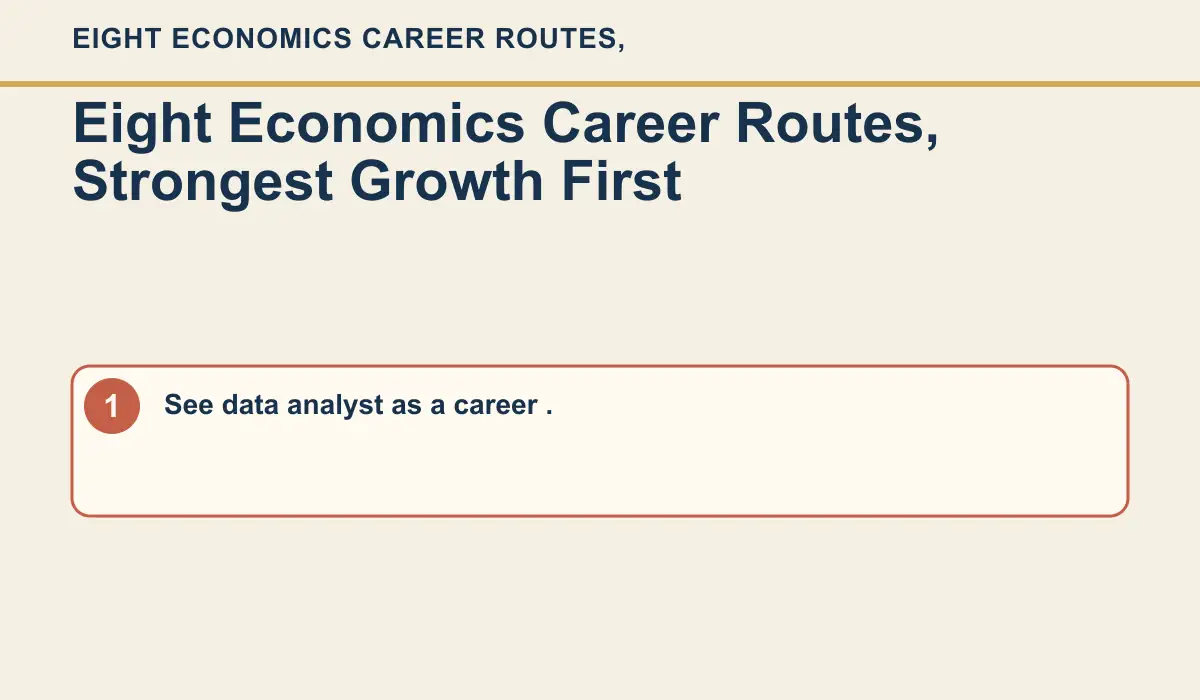 EIGHT ECONOMICS CAREER ROUTES,
Eight Economics Career Routes,
Strongest Growth First
1 See data analyst as a career .